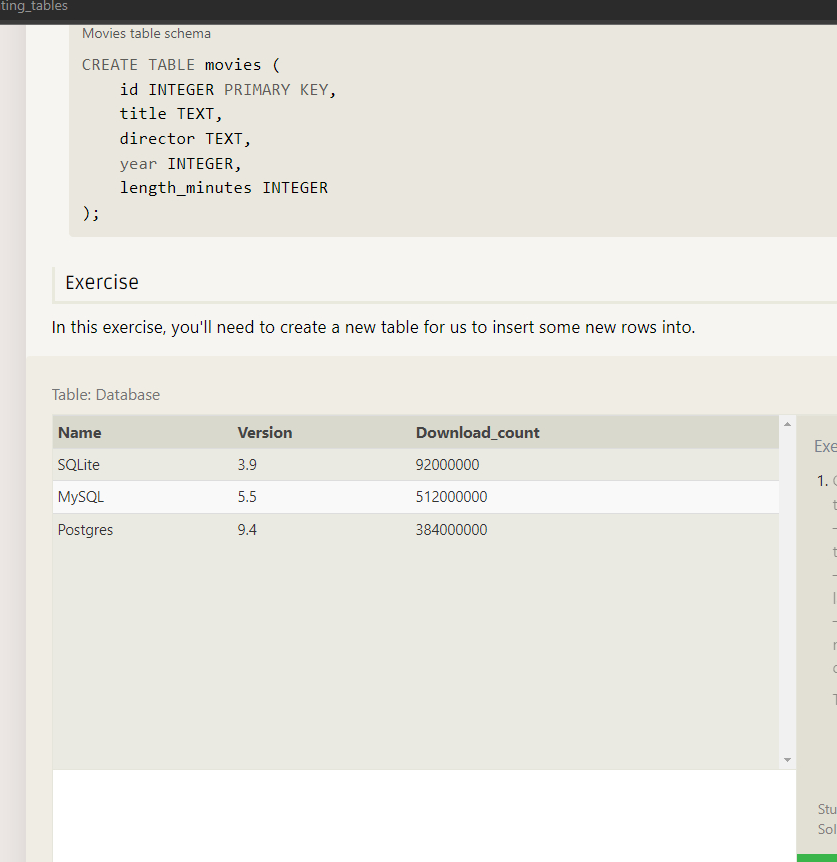 ting_tables
Movies table schema
CREATE TABLE movies (
id INTEGER PRIMARY KEY,
title TEXT,
director TEXT,
year INTEGER,
length_minutes INTEGER
);
Exercise
In this exercise, you'll need to create a new table for us to insert some new rows into.
Table: Database
Name Version Download_count
SQLite 3.9 92000000
MySQL 5.5 512000000
Postgres 9.4 384000000
Exe
1.
Stu
Sol